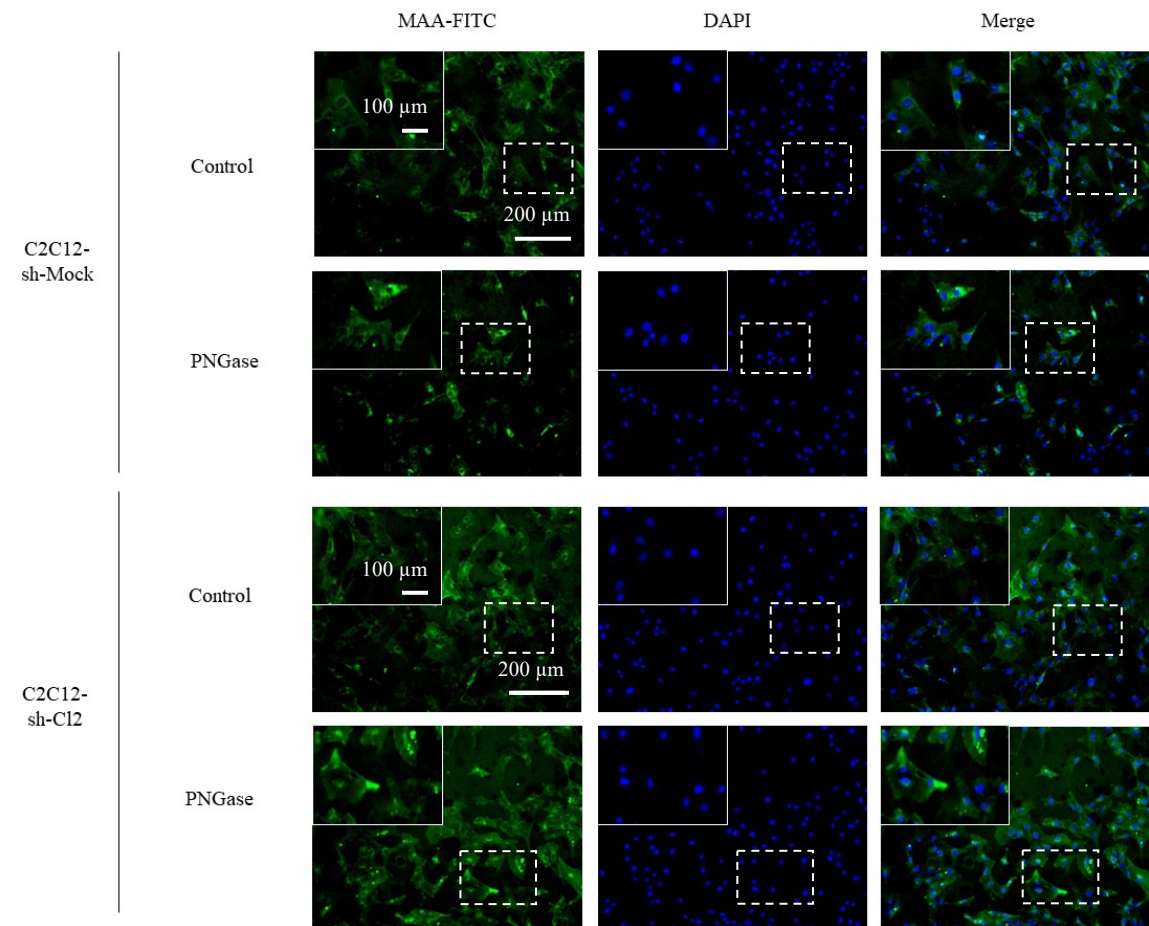 MAA-FITC DAPI Merge
100 µm
Control
200 µm
C2C12-
sh-Mock
PNGase
100 µm
Control
200 µm
C2C12-
sh-Cl2
PNGase